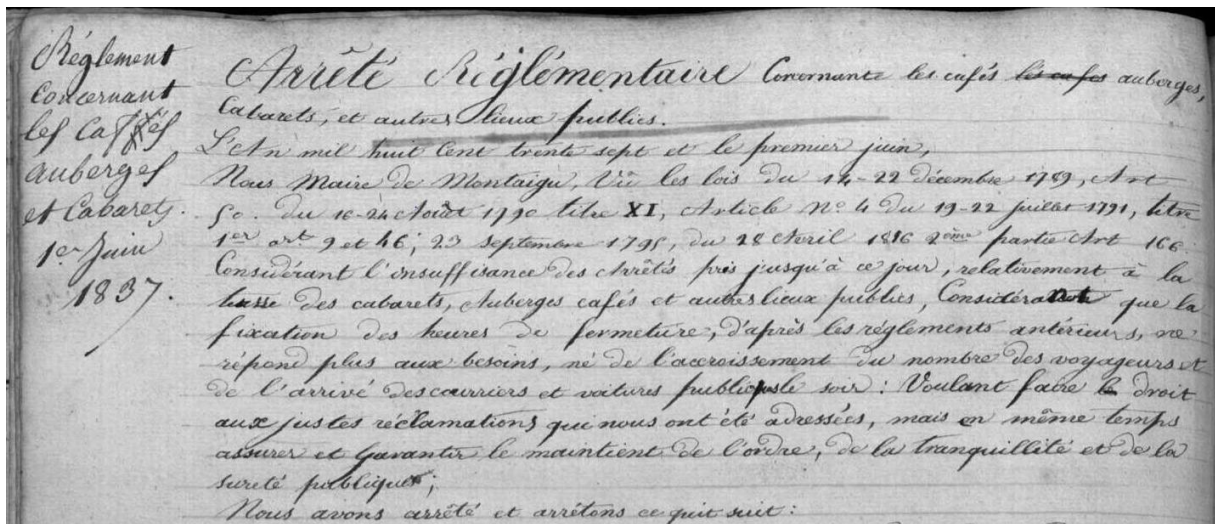 Réglement
concernant
les Caffés
auberges
et Cabarets.
1er Juin
1837.
Arrêté Réglémentaire Concernante les cafés les cafes auberges,
Cabarets, et autres lieux publics.
L'An mil huit Cent trente sept et le premier juin,
Nous Maire de Montaigu, Vû les lois du 14-22 décembre 1789, Art
50. du 16-24 Août 1790 titre XI, Article No 4 du 19-22 juillet 1791, titre
1er art 9 et 46; 23 septembre 1795, du 28 Avril 1816 2ème partie Art 166
Considérant l'insuffisance des Arrêtés pris jusqu'à ce jour, relativement à la
des cabarets, Auberges cafés et autres lieux publics, Considérant que la
fixation des heures de fermeture, d'après les réglements antérieurs, ne
répond plus aux besoins, né de l'accroissement du nombre des voyageurs et
de l'arrivé des courriers et voitures publiques le soir : Voulant faire le droit
aux justes réclamations qui nous ont été adressées, mais en même temps
assurer et garantir le maintient de l'ordre, de la tranquillité et de la
sureté publique;
Nous avons arrêté et arrêtons ce quit suit :